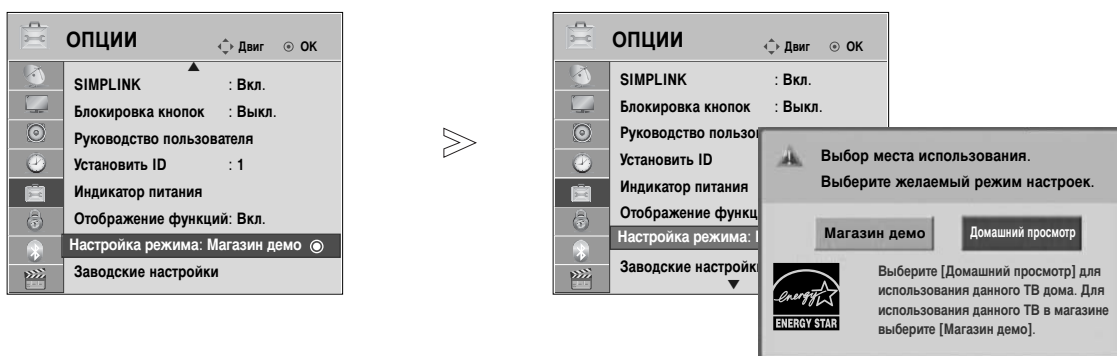 ОПЦИИ
Двиг
OK
SIMPLINK : Вкл.
Блокировка кнопок : Выкл.
Руководство пользователя
Установить ID : 1
Индикатор питания
Отображение функций: Вкл.
Настройка режима: Магазин демо
Заводские настройки
ОПЦИИ
Двиг
OK
SIMPLINK : Вкл.
Блокировка кнопок : Выкл.
Руководство пользо
Установить ID
Индикатор питания
Отображение функц
Настройка режима:
Заводские настройки
Выбор места использования.
Выберите желаемый режим настроек.
Магазин демо
Домашний просмотр
energy
ENERGY STAR
Выберите [Домашний просмотр] для
использования данного ТВ дома. Для
использования данного ТВ в магазине
выберите [Магазин демо].